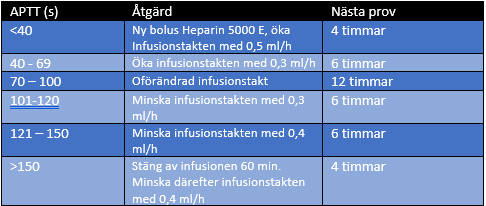 APTT (s) Åtgärd Nästa prov
<40 Ny bolus Heparin 5000 E, öka 4 timmar
Infusionstakten med 0,5 ml/h
40 - 69 Öka infusionstakten med 0,3 ml/h 6 timmar
70 – 100 Oförändrad infusionstakt 12 timmar
101-120 Minska infusionstakten med 0,3 6 timmar
ml/h
121 – 150 Minska infusionstakten med 0,4 6 timmar
ml/h
>150 Stäng av infusionen 60 min. 4 timmar
Minska därefter infusionstakten
med 0,4 ml/h